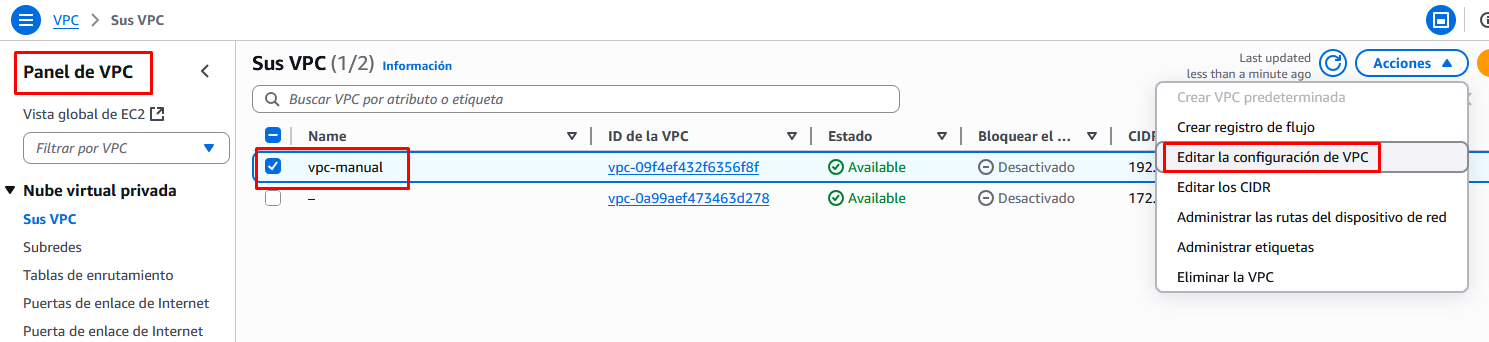 VPC > Sus VPC
Panel de VPC
Vista global de EC2
Filtrar por VPC
Nube virtual privada
Sus VPC
Subredes
Tablas de enrutamiento
Puertas de enlace de Internet
Puerta de enlace de Internet
Sus VPC (1/2) Información
Last updated
less than a minute ago
Acciones
Buscar VPC por atributo o etiqueta
Name ID de la VPC Estado Bloquear el ... CIDR
vpc-manual vpc-09f4ef432f6356f8f Available Desactivado 192.
– vpc-0a99aef473463d278 Available Desactivado 172.
Crear VPC predeterminada
Crear registro de flujo
Editar la configuración de VPC
Editar los CIDR
Administrar las rutas del dispositivo de red
Administrar etiquetas
Eliminar la VPC